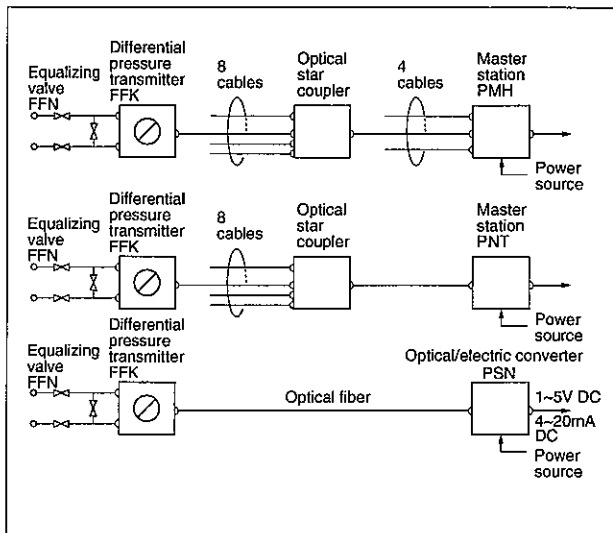 Equalizing
valve
FFN
Differential
pressure
transmitter
FFK
8
cables
Optical
star
coupler
4
cables
Master
station
PMH
Power
source
Equalizing
valve
FFN
Differential
pressure
transmitter
FFK
8
cables
Optical
star
coupler
Master
station
PNT
Power
source
Equalizing
valve
FFN
Differential
pressure
transmitter
FFK
Optical fiber
Optical/electric converter
PSN
1~5V DC
4~20mA
DC
Power
source